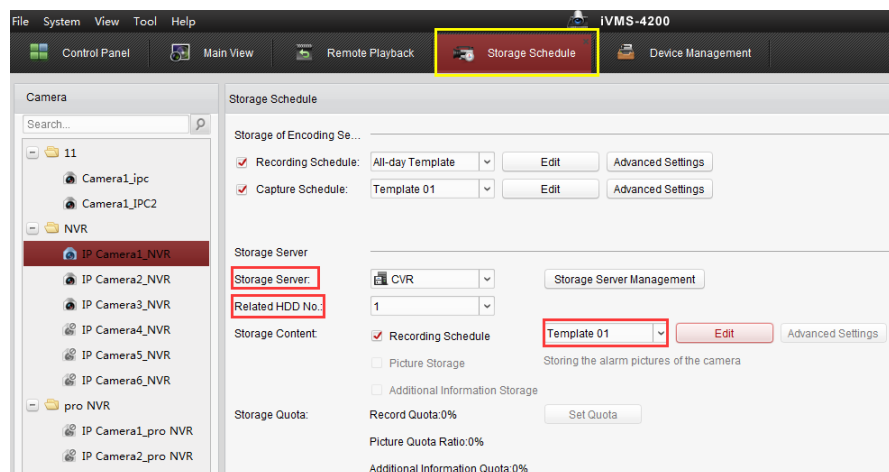 File System View Tool Help iVMS-4200
Control Panel Main View Remote Playback Storage Schedule Device Management
Camera
Search...
11
Camera1_ipc
Camera1_IPC2
NVR
IP Camera1_NVR
IP Camera2_NVR
IP Camera3_NVR
IP Camera4_NVR
IP Camera5_NVR
IP Camera6_NVR
pro NVR
IP Camera1_pro NVR
IP Camera2_pro NVR
Storage Schedule
Storage of Encoding Se...
Recording Schedule: All-day Template Edit Advanced Settings
Capture Schedule: Template 01 Edit Advanced Settings
Storage Server
Storage Server: CVR Storage Server Management
Related HDD No.: 1
Storage Content: Recording Schedule Template 01 Edit Advanced Settings
Picture Storage Storing the alarm pictures of the camera
Additional Information Storage
Storage Quota: Record Quota:0% Set Quota
Picture Quota Ratio:0%
Additional Information Quota:0%